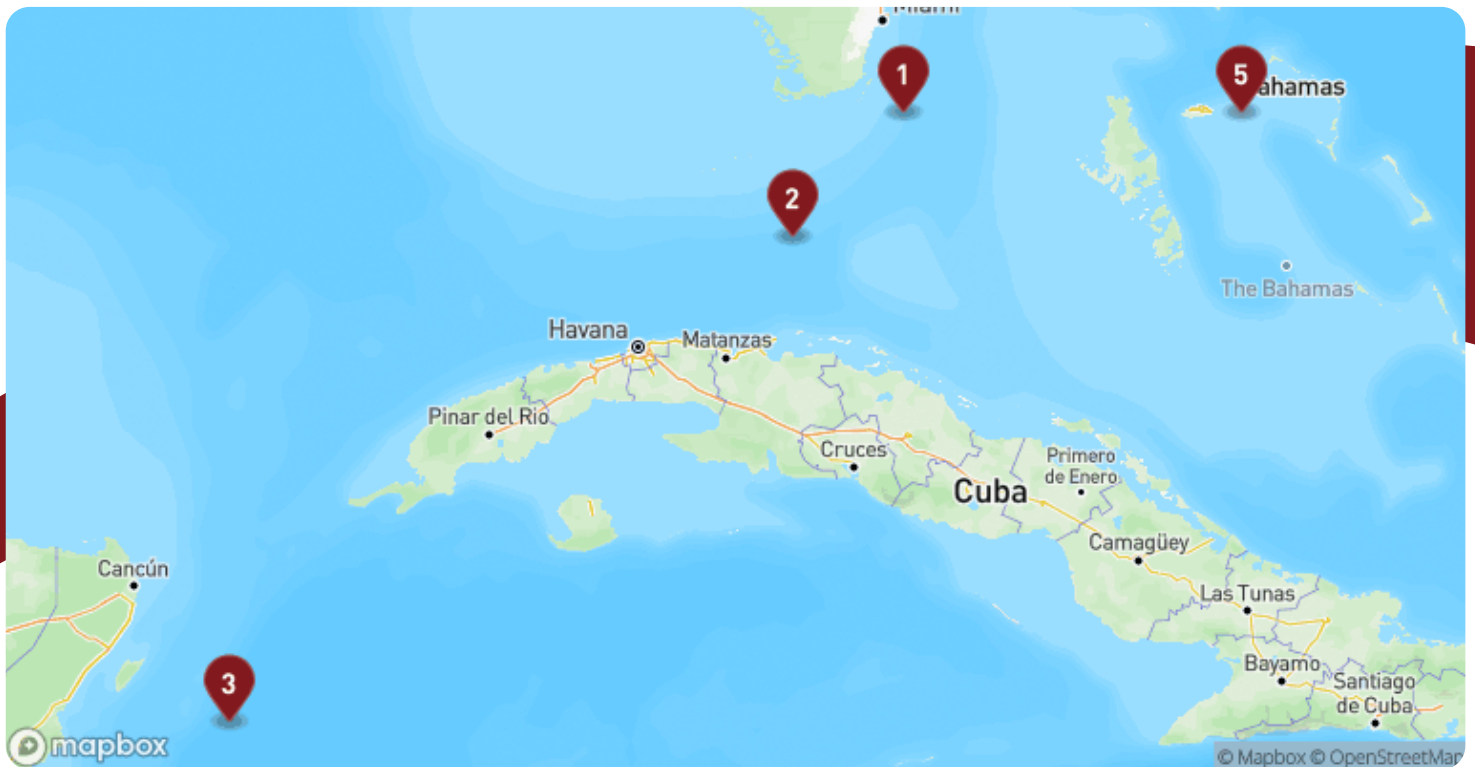 Miami
1
5
ahamas
2
The Bahamas
Havana
Matanzas
Pinar del Río
Cruces
Primero
de Enero
Cuba
Camagüey
Cancún
Las Tunas
Bayamo
3
Santiago
de Cuba
mapbox
© Mapbox © OpenStreetMap